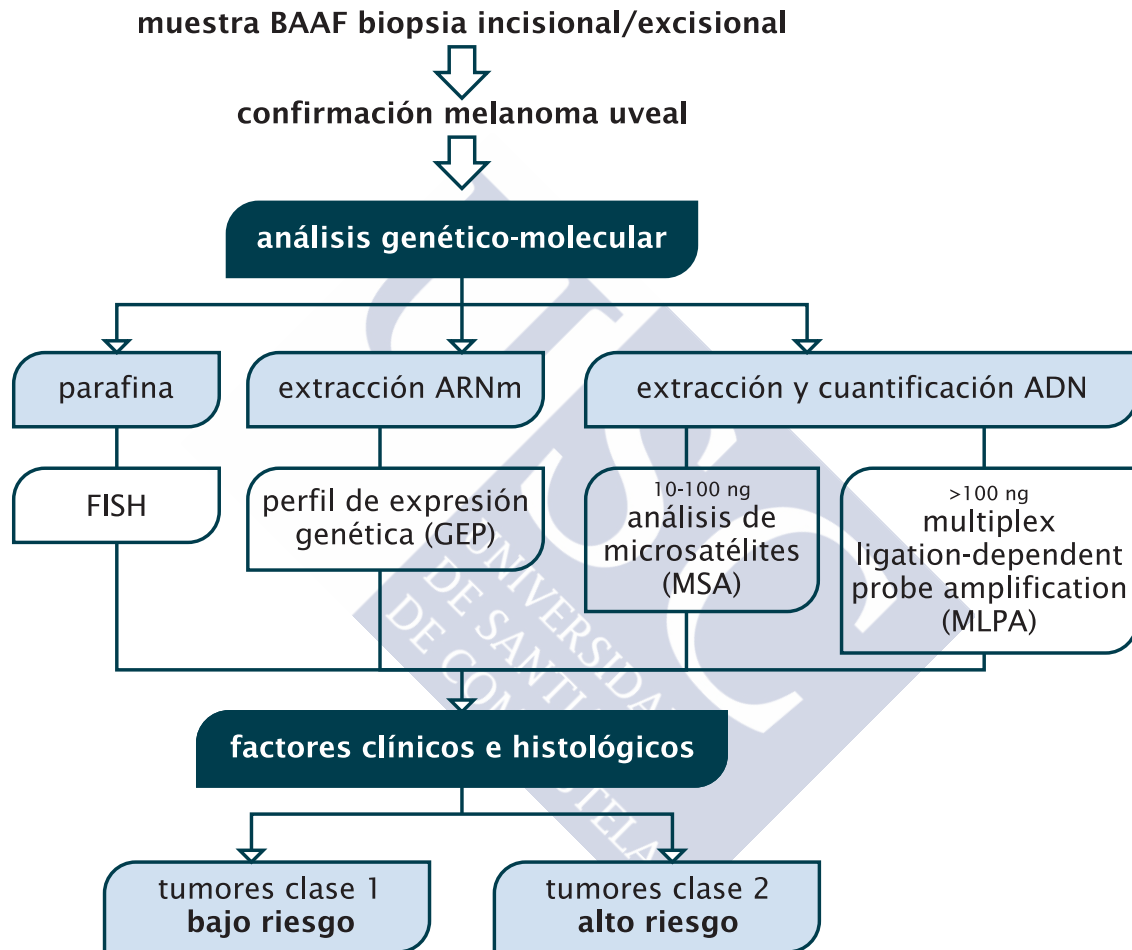 muestra BAAF biopsia incisional/excisional
confirmación melanoma uveal
análisis genético-molecular
parafina
extracción ARNm
extracción y cuantificación ADN
FISH
perfil de expresión
genética (GEP)
10-100 ng
análisis de
microsatélites
(MSA)
>100 ng
multiplex
ligation-dependent
probe amplification
(MLPA)
factores clínicos e histológicos
tumores clase 1
bajo riesgo
tumores clase 2
alto riesgo
USC